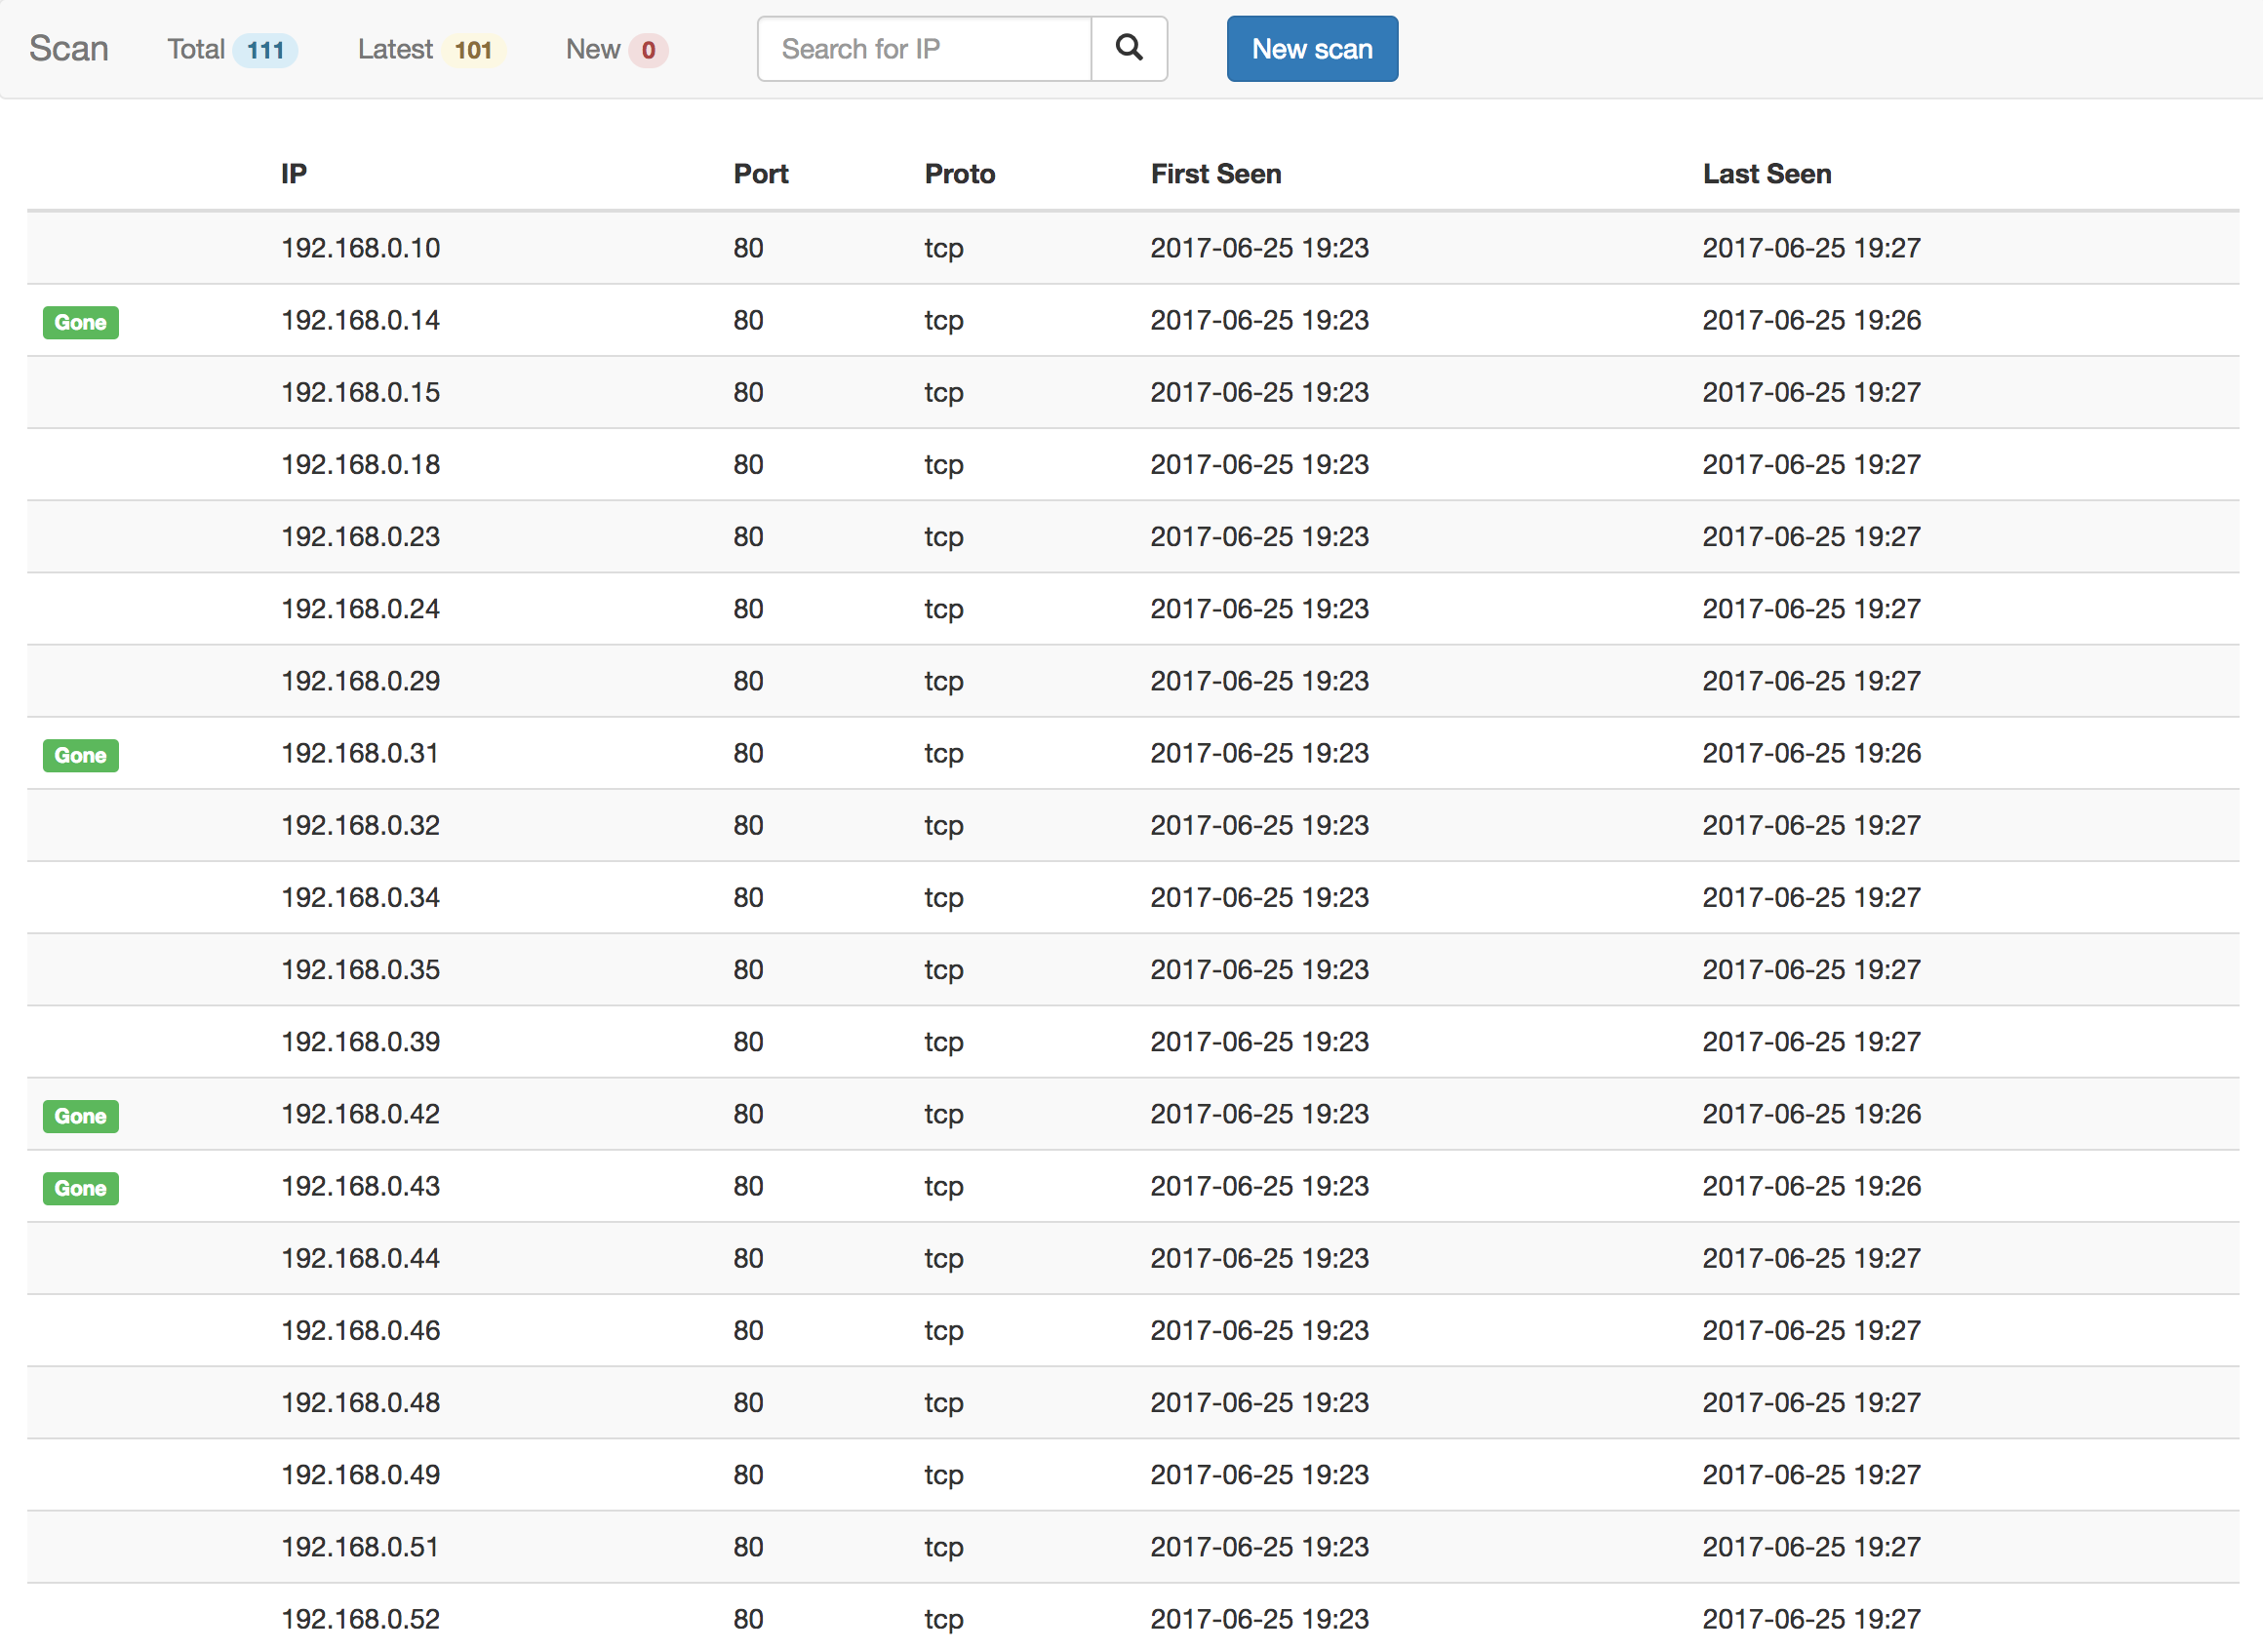 Scan Total 111 Latest 101 New 0 Search for IP New scan
IP Port Proto First Seen Last Seen
192.168.0.10 80 tcp 2017-06-25 19:23 2017-06-25 19:27
Gone 192.168.0.14 80 tcp 2017-06-25 19:23 2017-06-25 19:26
192.168.0.15 80 tcp 2017-06-25 19:23 2017-06-25 19:27
192.168.0.18 80 tcp 2017-06-25 19:23 2017-06-25 19:27
192.168.0.23 80 tcp 2017-06-25 19:23 2017-06-25 19:27
192.168.0.24 80 tcp 2017-06-25 19:23 2017-06-25 19:27
192.168.0.29 80 tcp 2017-06-25 19:23 2017-06-25 19:27
Gone 192.168.0.31 80 tcp 2017-06-25 19:23 2017-06-25 19:26
192.168.0.32 80 tcp 2017-06-25 19:23 2017-06-25 19:27
192.168.0.34 80 tcp 2017-06-25 19:23 2017-06-25 19:27
192.168.0.35 80 tcp 2017-06-25 19:23 2017-06-25 19:27
192.168.0.39 80 tcp 2017-06-25 19:23 2017-06-25 19:27
Gone 192.168.0.42 80 tcp 2017-06-25 19:23 2017-06-25 19:26
Gone 192.168.0.43 80 tcp 2017-06-25 19:23 2017-06-25 19:26
192.168.0.44 80 tcp 2017-06-25 19:23 2017-06-25 19:27
192.168.0.46 80 tcp 2017-06-25 19:23 2017-06-25 19:27
192.168.0.48 80 tcp 2017-06-25 19:23 2017-06-25 19:27
192.168.0.49 80 tcp 2017-06-25 19:23 2017-06-25 19:27
192.168.0.51 80 tcp 2017-06-25 19:23 2017-06-25 19:27
192.168.0.52 80 tcp 2017-06-25 19:23 2017-06-25 19:27